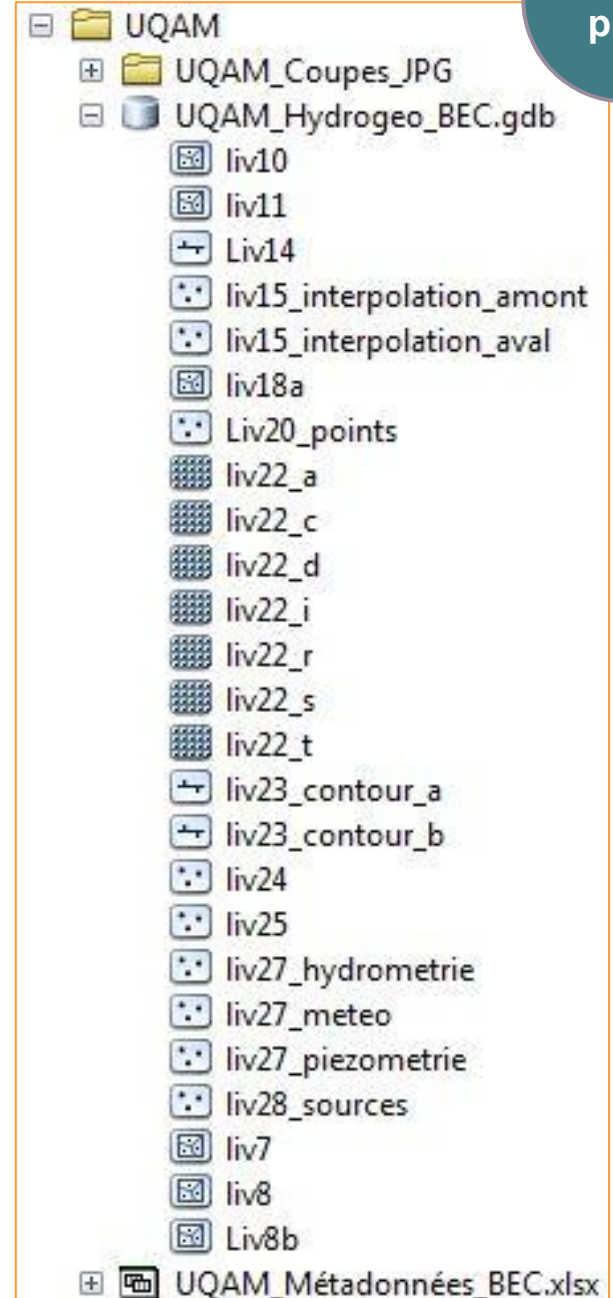 p
UQAM
UQAM_Coupes_JPG
UQAM_Hydrogeo_BEC.gdb
liv10
liv11
Liv14
liv15_interpolation_amont
liv15_interpolation_aval
liv18a
Liv20_points
liv22_a
liv22_c
liv22_d
liv22_i
liv22_r
liv22_s
liv22_t
liv23_contour_a
liv23_contour_b
liv24
liv25
liv27_hydrometrie
liv27_meteo
liv27_piezometrie
liv28_sources
liv7
liv8
Liv8b
UQAM_Métadonnées_BEC.xlsx